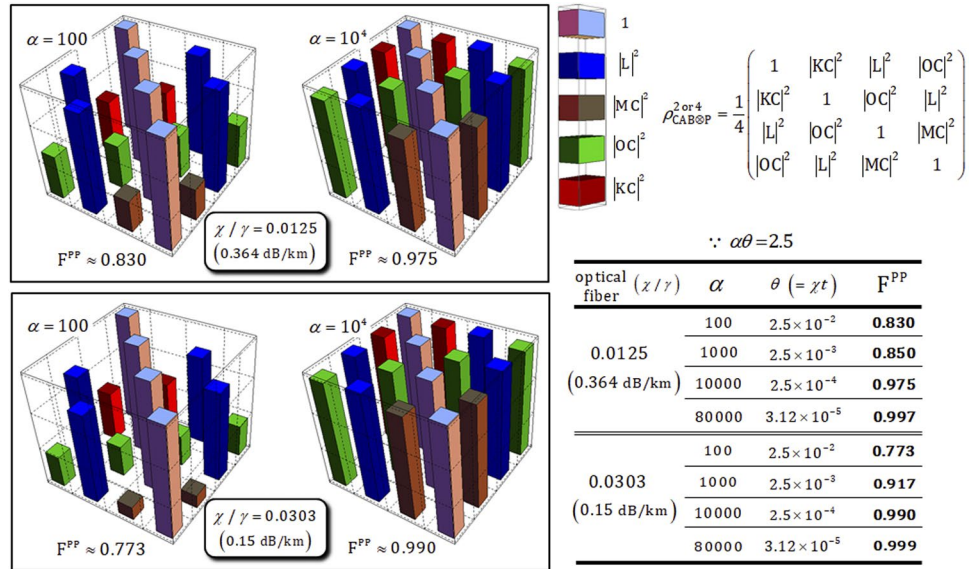 α = 100
α = 10⁴
χ / γ = 0.0125
(0.364 dB/km)
Fᴾᴾ ≈ 0.830
Fᴾᴾ ≈ 0.975
α = 100
α = 10⁴
χ / γ = 0.0303
(0.15 dB/km)
Fᴾᴾ ≈ 0.773
Fᴾᴾ ≈ 0.990
1
|L|²
|MC|²
|OC|²
|KC|²
ρ^{2 or 4}_{CAB⊗P} = 1/4
1 |KC|² |L|² |OC|²
|KC|² 1 |OC|² |L|²
|L|² |OC|² 1 |MC|²
|OC|² |L|² |MC|² 1
∵ αθ = 2.5
optical fiber (χ/γ) α θ (= χt) Fᴾᴾ
0.0125
(0.364 dB/km)
100 2.5×10⁻² 0.830
1000 2.5×10⁻³ 0.850
10000 2.5×10⁻⁴ 0.975
80000 3.12×10⁻⁵ 0.997
0.0303
(0.15 dB/km)
100 2.5×10⁻² 0.773
1000 2.5×10⁻³ 0.917
10000 2.5×10⁻⁴ 0.990
80000 3.12×10⁻⁵ 0.999